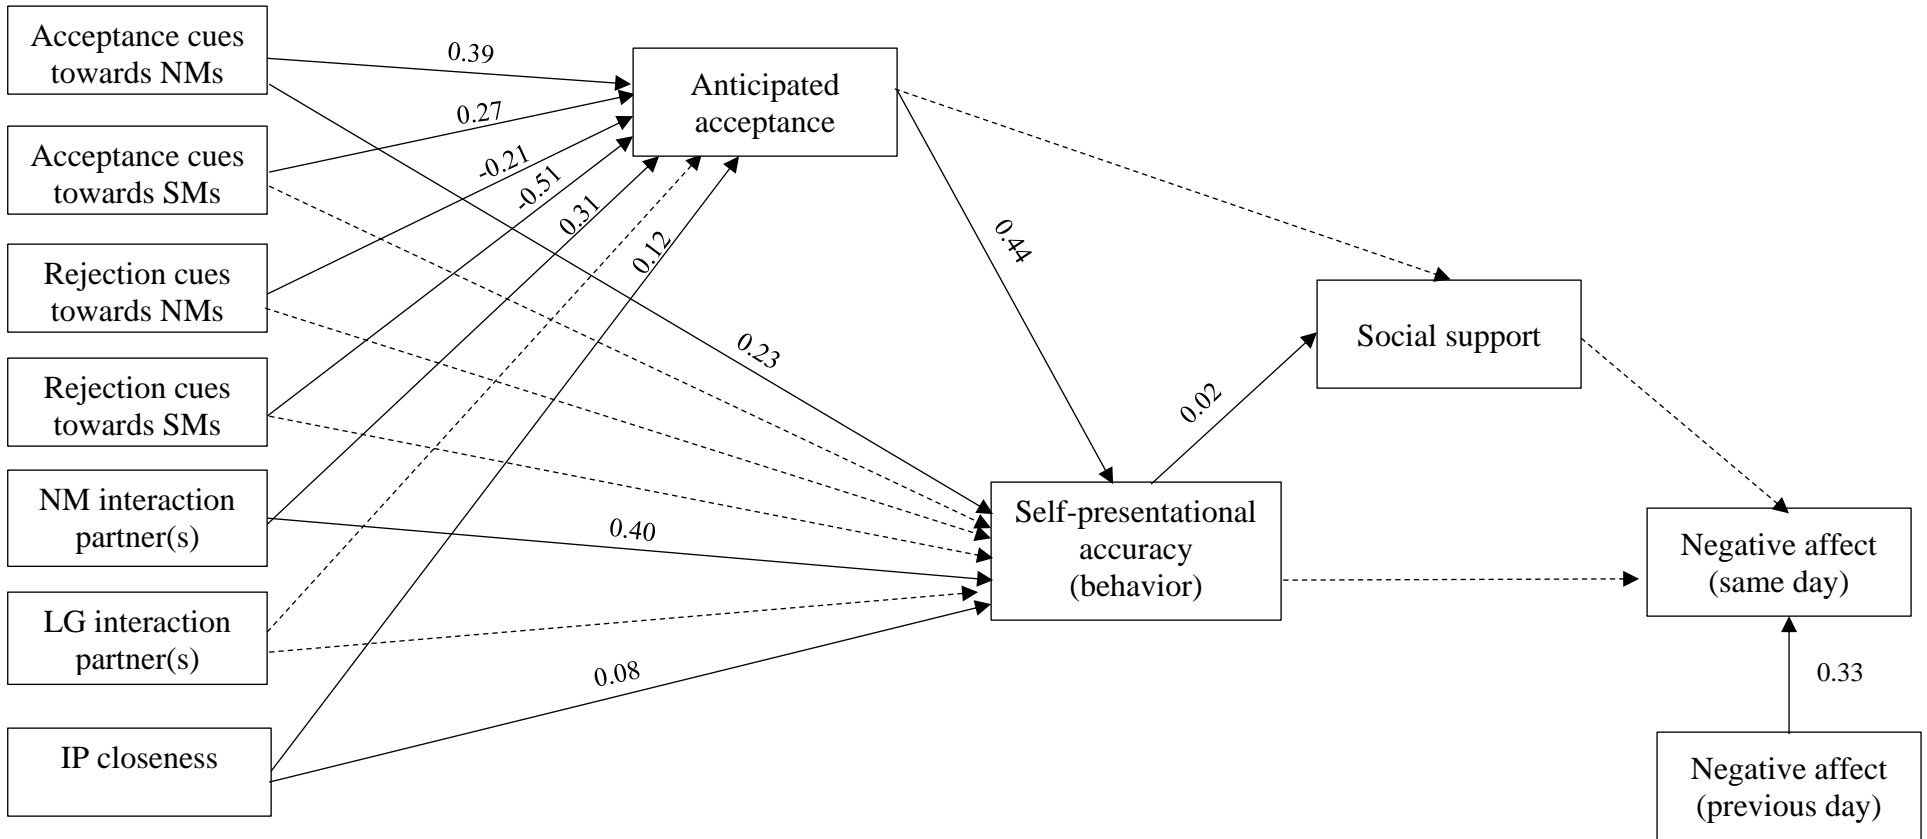 Acceptance cues
towards NMs
Acceptance cues
towards SMs
Rejection cues
towards NMs
Rejection cues
towards SMs
NM interaction
partner(s)
LG interaction
partner(s)
IP closeness
0.39
0.27
-0.21
-0.51
0.31
0.12
Anticipated
acceptance
0.44
0.23
0.40
0.08
Self-presentational
accuracy
(behavior)
0.02
Social support
Negative affect
(same day)
0.33
Negative affect
(previous day)